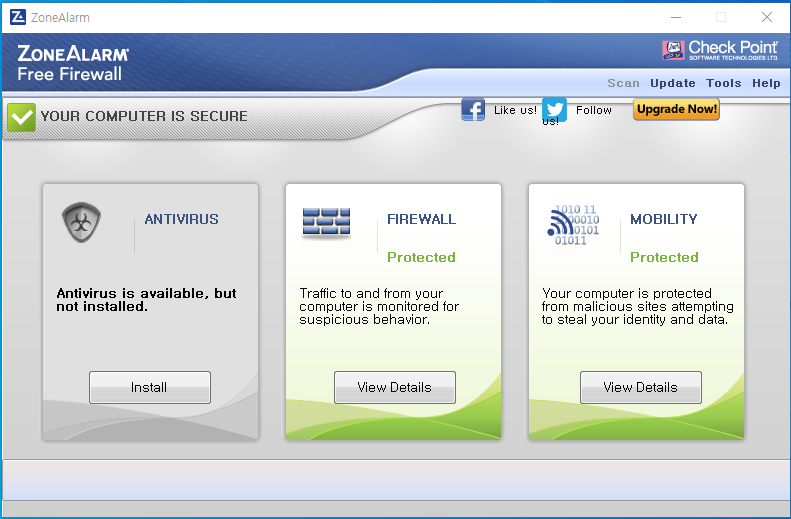 ZoneAlarm
ZONEALARM®
Free Firewall
Check Point
SOFTWARE TECHNOLOGIES LTD.
Scan Update Tools Help
YOUR COMPUTER IS SECURE
Like us! Follow
us!
Upgrade Now!
ANTIVIRUS
Antivirus is available, but
not installed.
Install
FIREWALL
Protected
Traffic to and from your
computer is monitored for
suspicious behavior.
View Details
1010 11
00010
0101
01011
MOBILITY
Protected
Your computer is protected
from malicious sites attempting
to steal your identity and data.
View Details